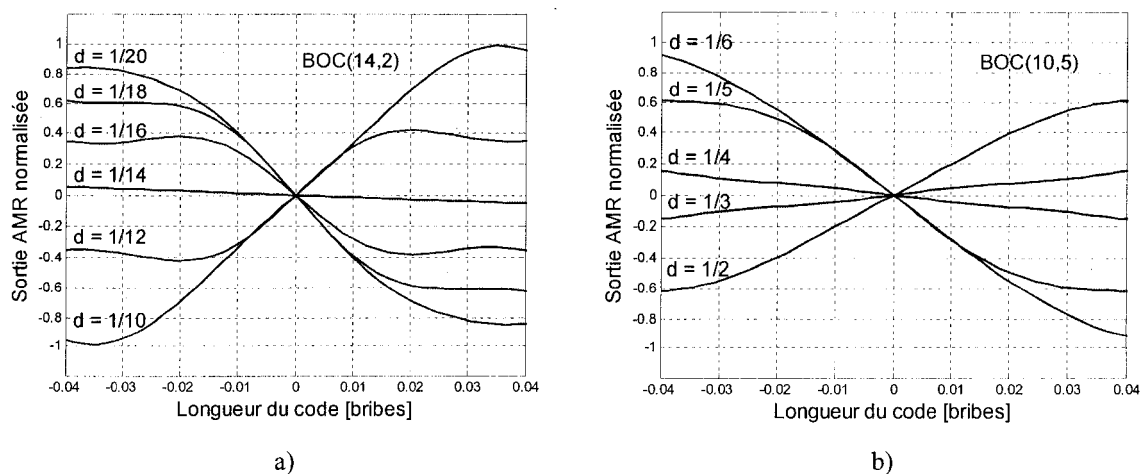 BOC(14,2)
Sortie AMR normalisée
1
0.8
0.6
0.4
0.2
0
-0.2
-0.4
-0.6
-0.8
-1
d = 1/20
d = 1/18
d = 1/16
d = 1/14
d = 1/12
d = 1/10
-0.04 -0.03 -0.02 -0.01 0 0.01 0.02 0.03 0.04
Longueur du code [bribes]
a)
BOC(10,5)
Sortie AMR normalisée
1
0.8
0.6
0.4
0.2
0
-0.2
-0.4
-0.6
-0.8
-1
d = 1/6
d = 1/5
d = 1/4
d = 1/3
d = 1/2
-0.04 -0.03 -0.02 -0.01 0 0.01 0.02 0.03 0.04
Longueur du code [bribes]
b)